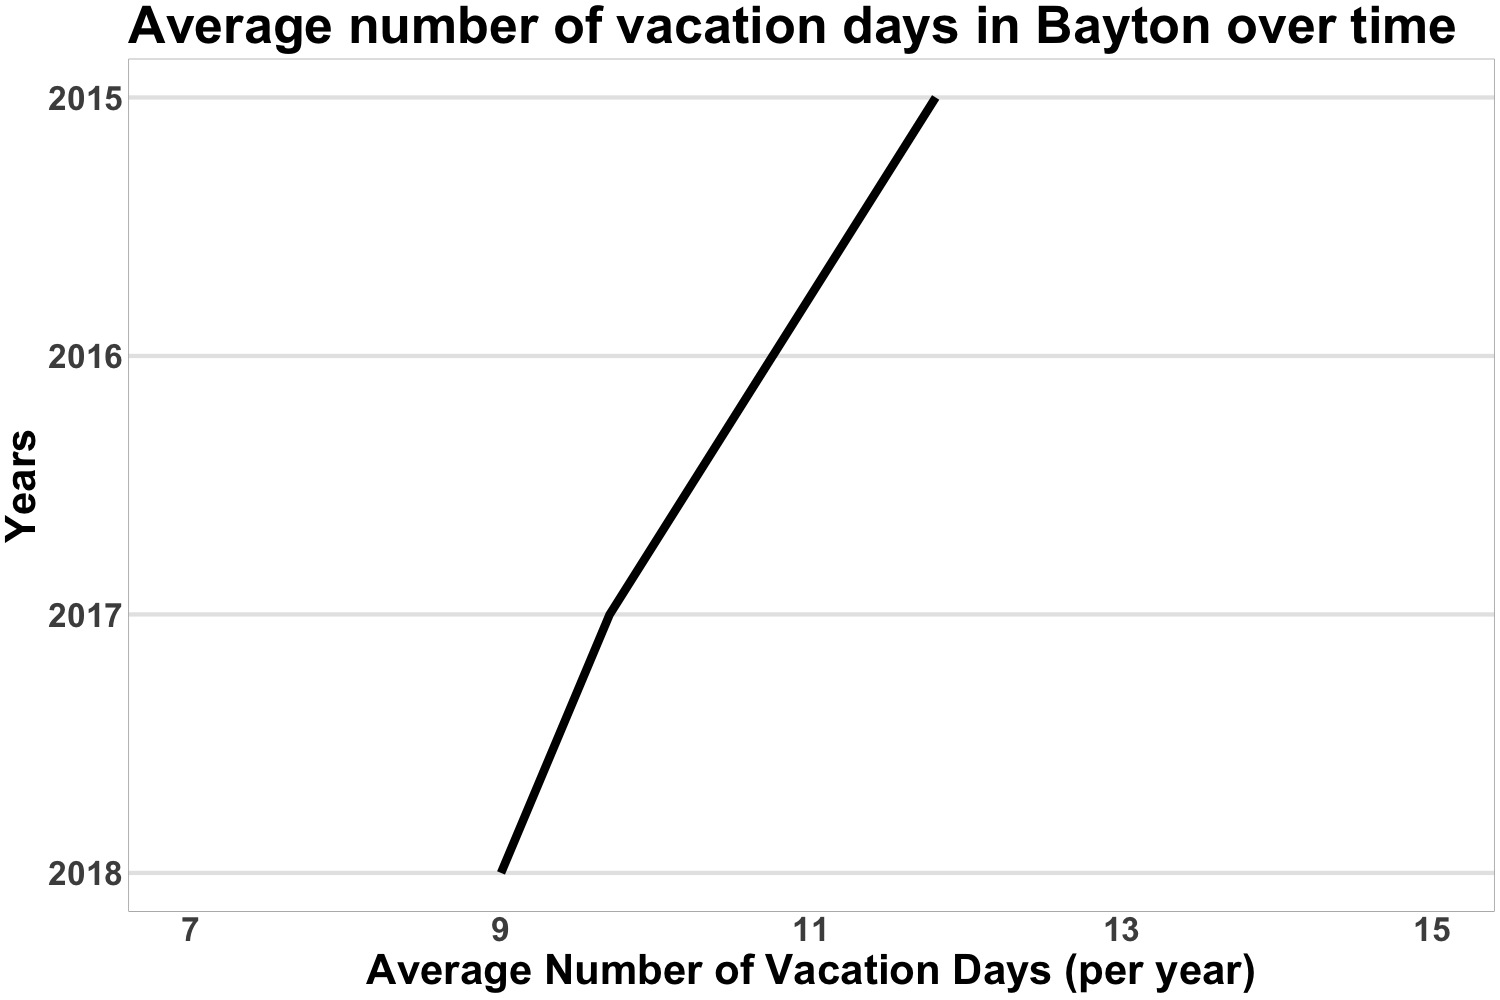 Average number of vacation days in Bayton over time
2015
2016
2017
2018
Years
7 9 11 13 15
Average Number of Vacation Days (per year)